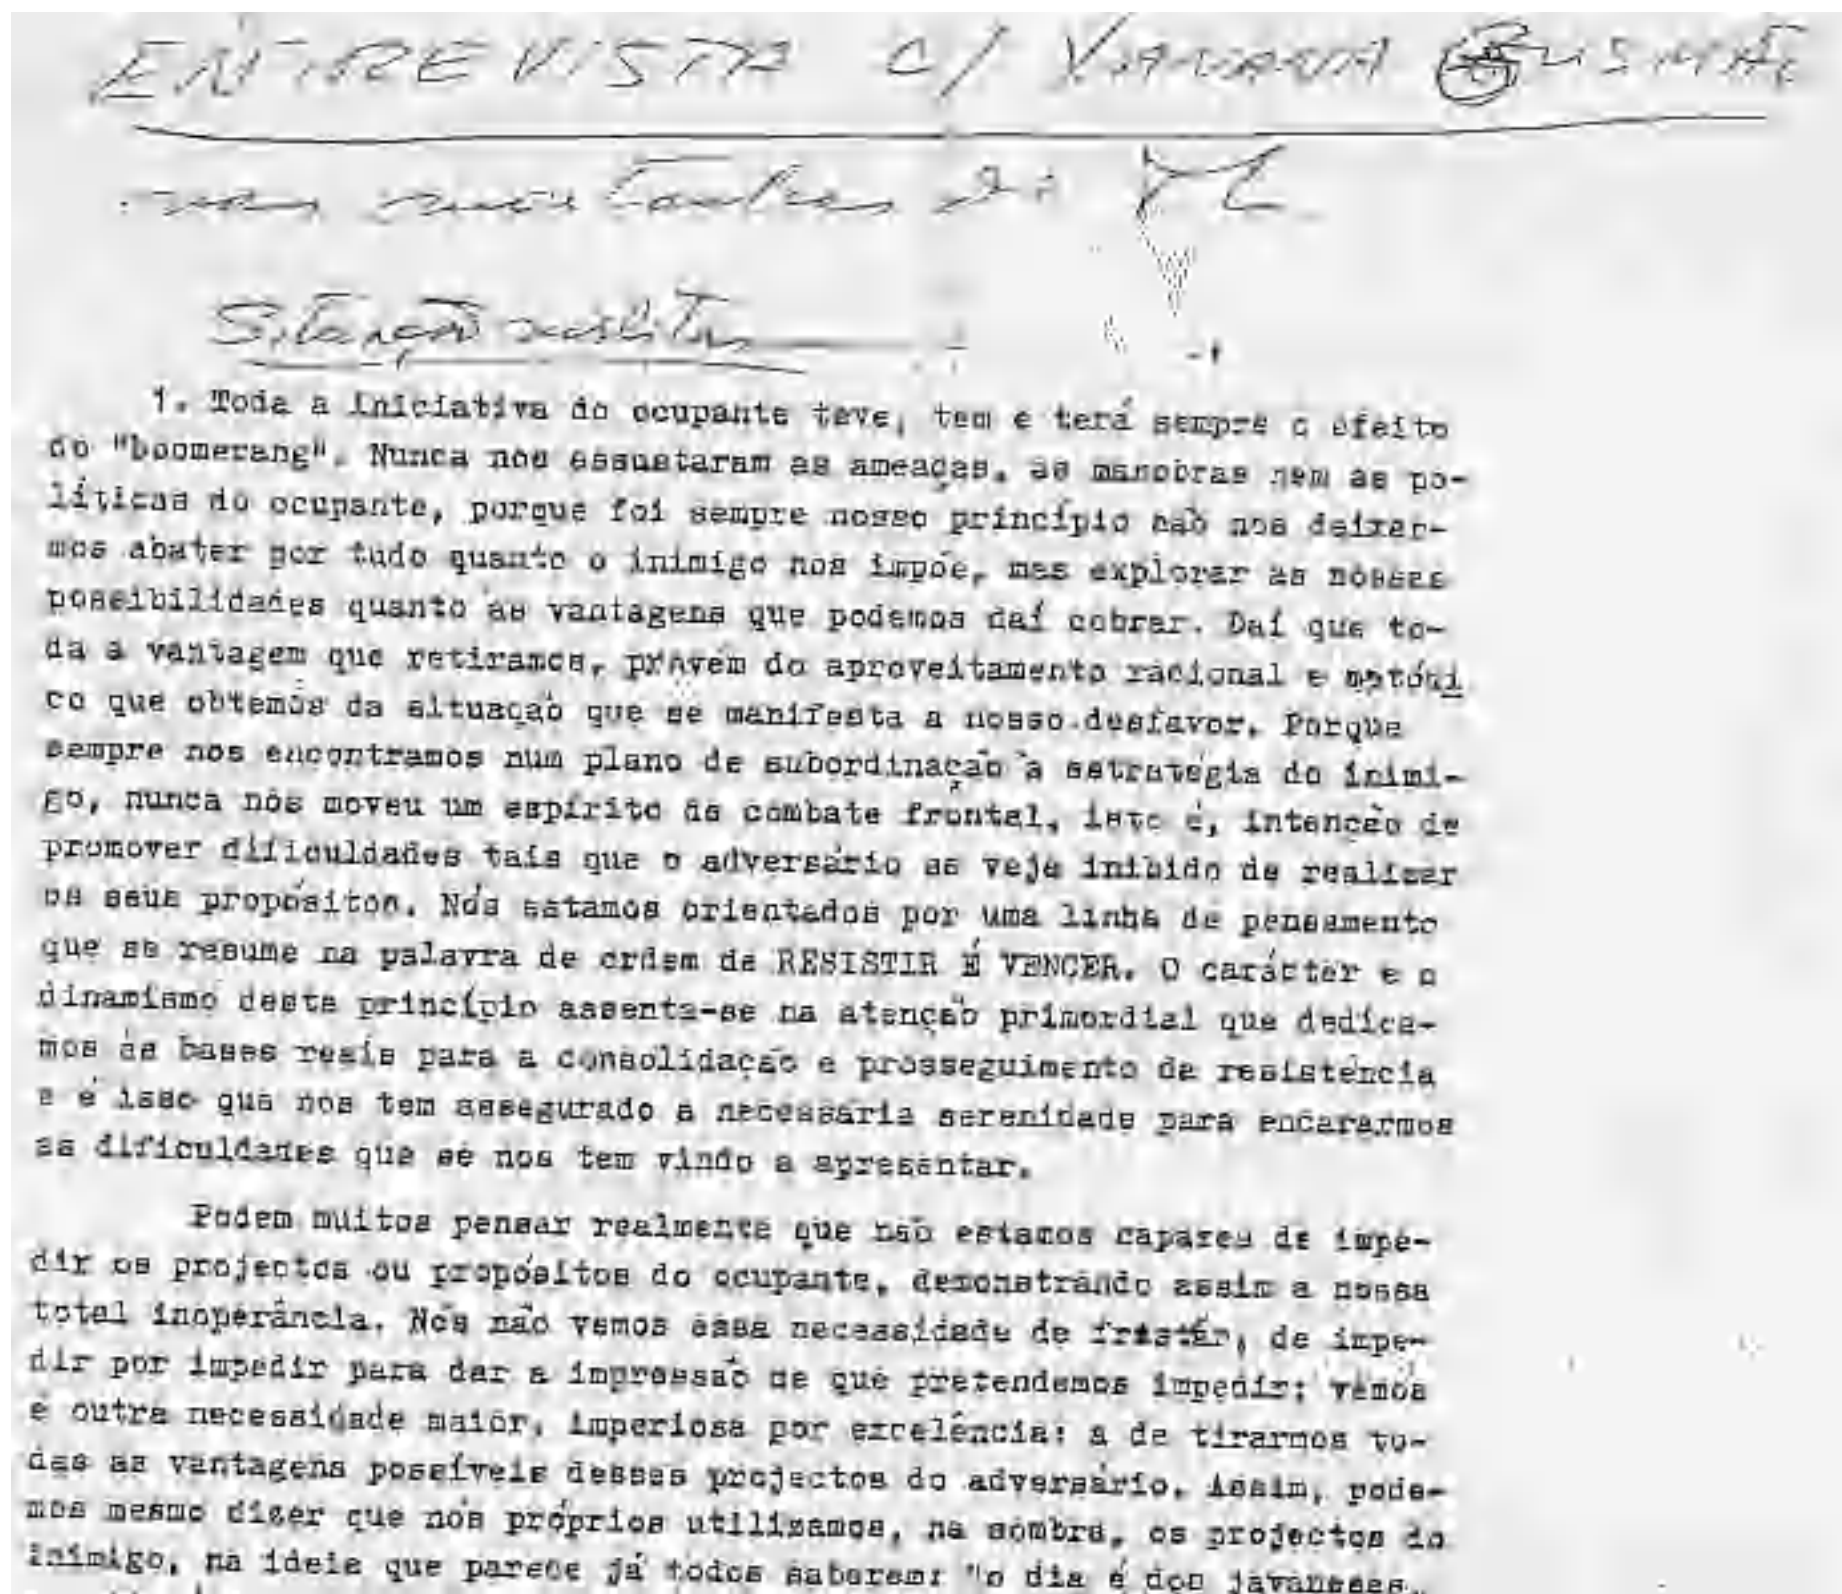 ENTREVISTA C/ XANANA GUSMÃO
nas montanhas de T L
Situação militar
1. Toda a iniciativa do ocupante teve, tem e terá sempre o efeito
do "boomerang". Nunca nos assustaram as ameaças, as manobras nem as po-
líticas do ocupante, porque foi sempre nosso princípio não nos deixar-
mos abater por tudo quanto o inimigo nos impõe, mas explorar as nossas
possibilidades quanto às vantagens que podemos daí cobrar. Daí que to-
da a vantagem que retiramos, provém do aproveitamento racional e metódi
co que obtemos da situação que se manifesta a nosso desfavor. Porque
sempre nos encontramos num plano de subordinação à estratégia do inimi-
go, nunca nos moveu um espírito de combate frontal, isto é, intenção de
promover dificuldades tais que o adversário se veja inibido de realizar
os seus propósitos. Nós estamos orientados por uma linha de pensamento
que se resume na palavra de ordem de RESISTIR É VENCER. O carácter e o
dinamismo deste princípio assenta-se na atenção primordial que dedica-
mos às bases reais para a consolidação e prosseguimento da resistência
e é isso que nos tem assegurado a necessária serenidade para encararmos
as dificuldades que se nos tem vindo a apresentar.
Podem muitos pensar realmente que não estamos capazes de impe-
dir os projectos ou propósitos do ocupante, demonstrando assim a nossa
total inoperância. Nós não vemos essa necessidade de de impe-
dir por impedir para dar a impressão de que pretendemos impedir; vemos
é outra necessidade maior, imperiosa por excelência: a de tirarmos to-
das as vantagens possíveis desses projectos do adversário. Assim, pode-
mos mesmo dizer que nós próprios utilizamos, na sombra, os projectos do
inimigo, na ideia que parece já todos saberem: "o dia é dos javaneses,